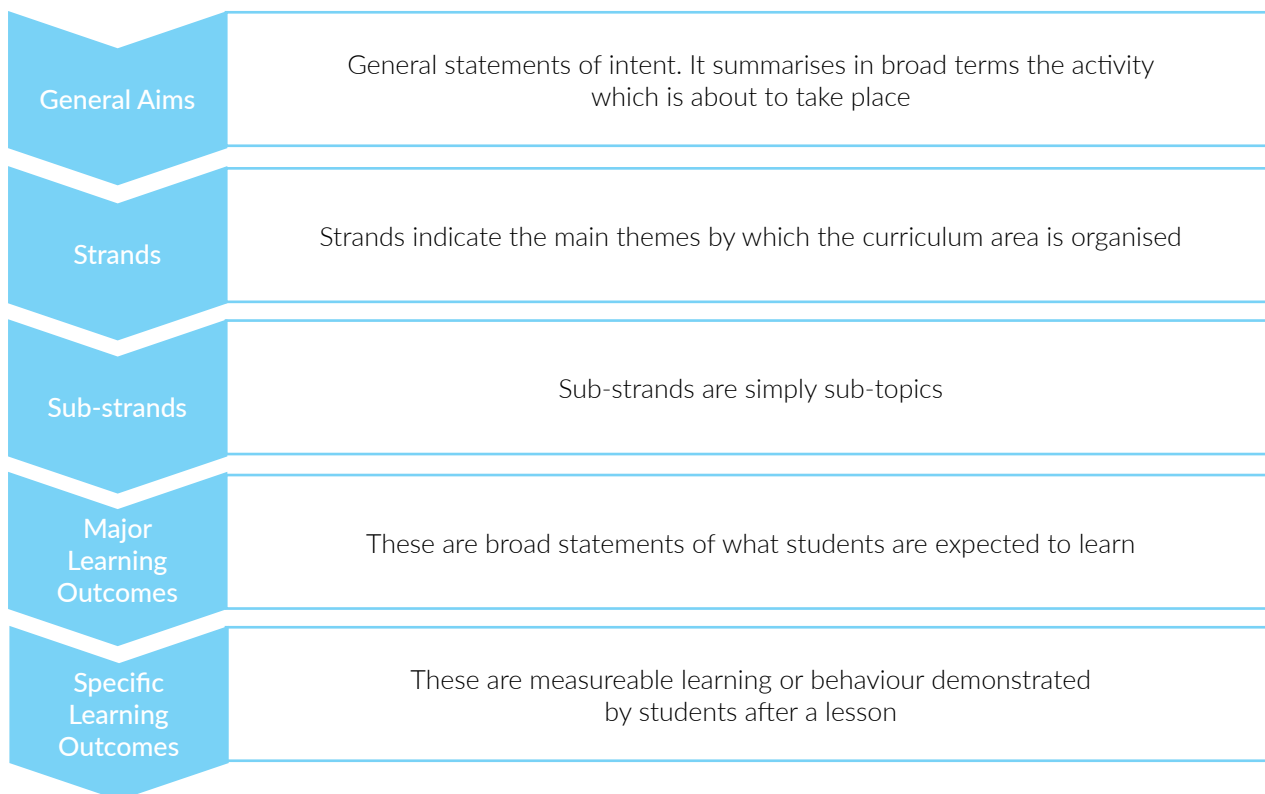 General Aims
General statements of intent. It summarises in broad terms the activity
which is about to take place
Strands
Strands indicate the main themes by which the curriculum area is organised
Sub-strands
Sub-strands are simply sub-topics
Major
Learning
Outcomes
These are broad statements of what students are expected to learn
Specific
Learning
Outcomes
These are measureable learning or behaviour demonstrated
by students after a lesson